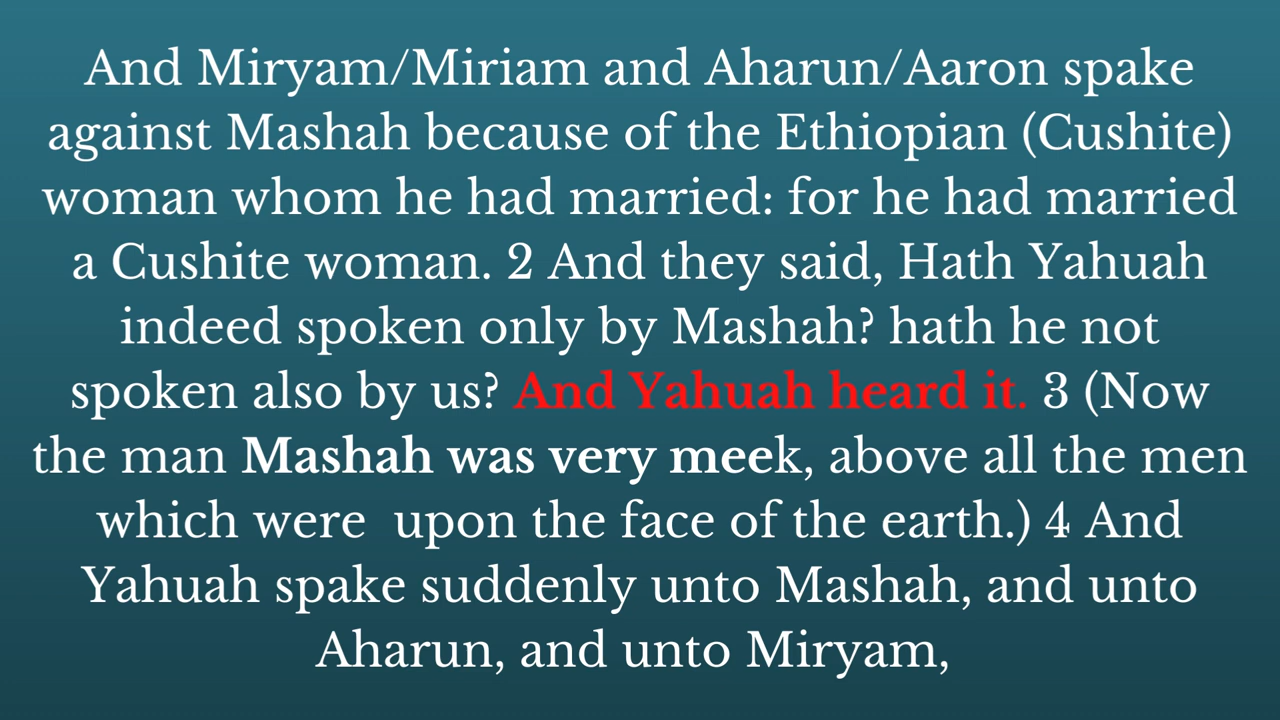 And Miryam/Miriam and Aharun/Aaron spake
against Mashah because of the Ethiopian (Cushite)
woman whom he had married: for he had married
a Cushite woman. 2 And they said, Hath Yahuah
indeed spoken only by Mashah? hath he not
spoken also by us? And Yahuah heard it. 3 (Now
the man Mashah was very meek, above all the men
which were  upon the face of the earth.) 4 And
Yahuah spake suddenly unto Mashah, and unto
Aharun, and unto Miryam,